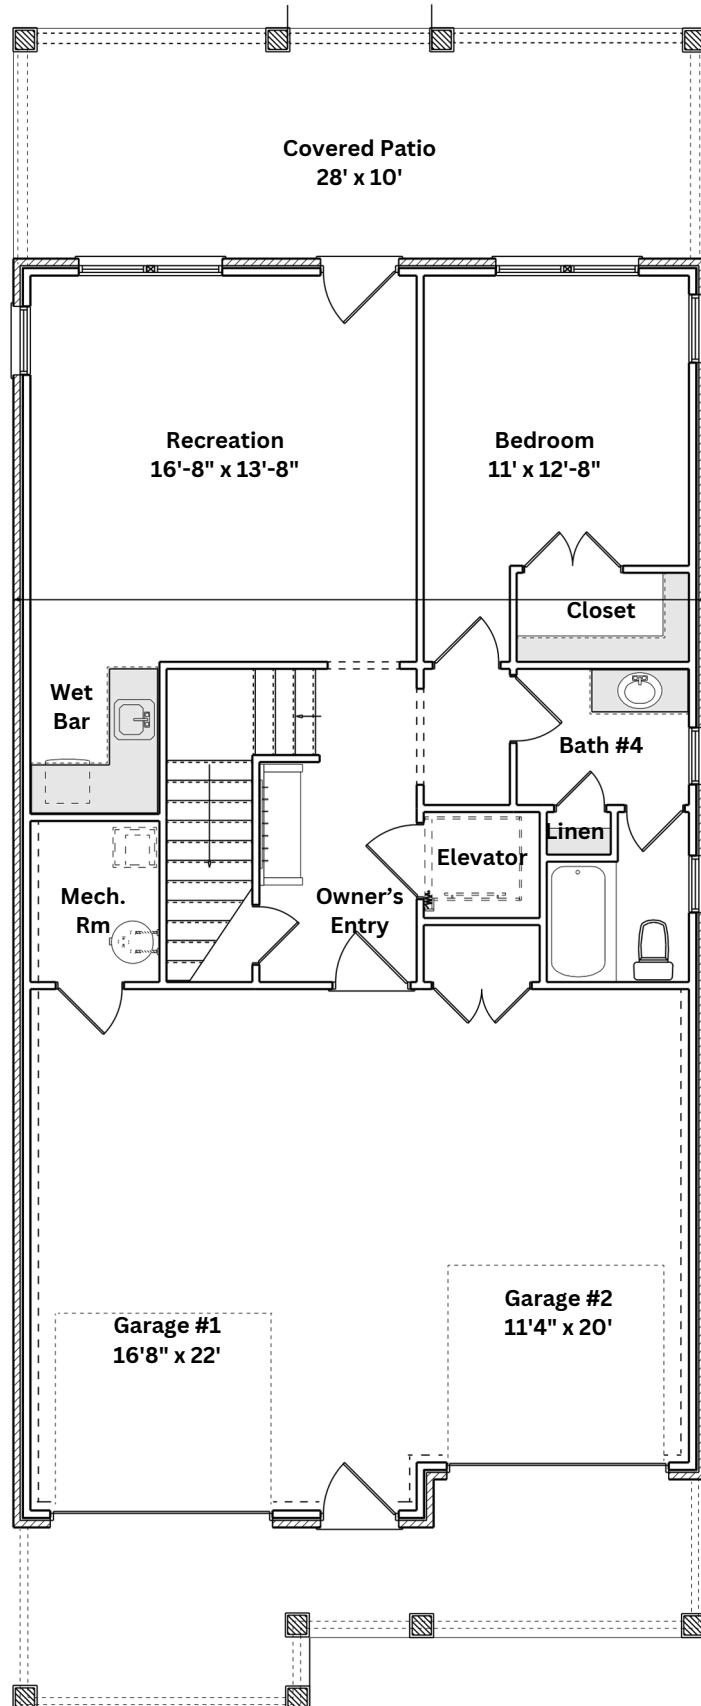 Covered Patio
28' x 10'
Recreation
16'-8" x 13'-8"
Bedroom
11' x 12'-8"
Closet
Wet
Bar
Bath #4
Linen
Elevator
Mech.
Rm
Owner's
Entry
Garage #2
11'4" x 20'
Garage #1
16'8" x 22'